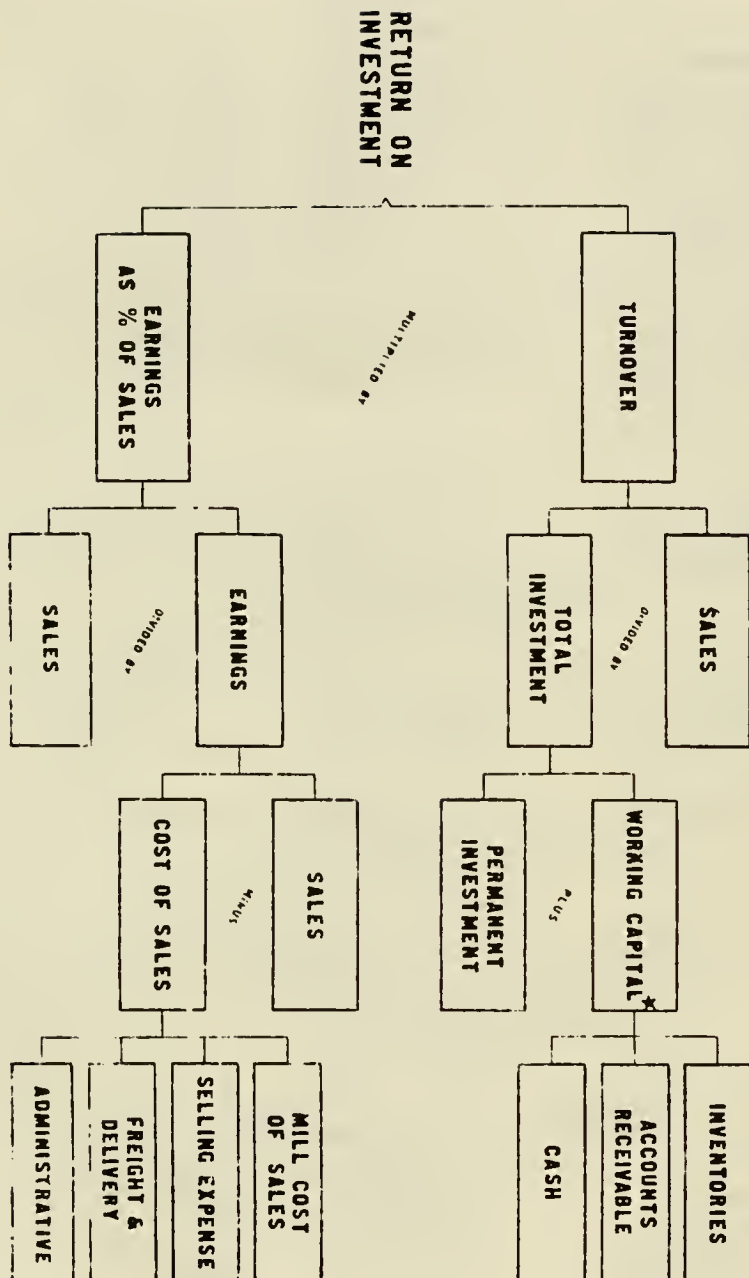 RETURN ON
INVESTMENT
TURNOVER
MULTIPLIED BY
EARNINGS
AS % OF SALES
SALES
DIVIDED BY
TOTAL
INVESTMENT
EARNINGS
DIVIDED BY
SALES
WORKING CAPITAL★
PLUS
PERMANENT
INVESTMENT
SALES
MINUS
COST OF SALES
INVENTORIES
ACCOUNTS
RECEIVABLE
CASH
MILL COST
OF SALES
SELLING EXPENSE
FREIGHT &
DELIVERY
ADMINISTRATIVE